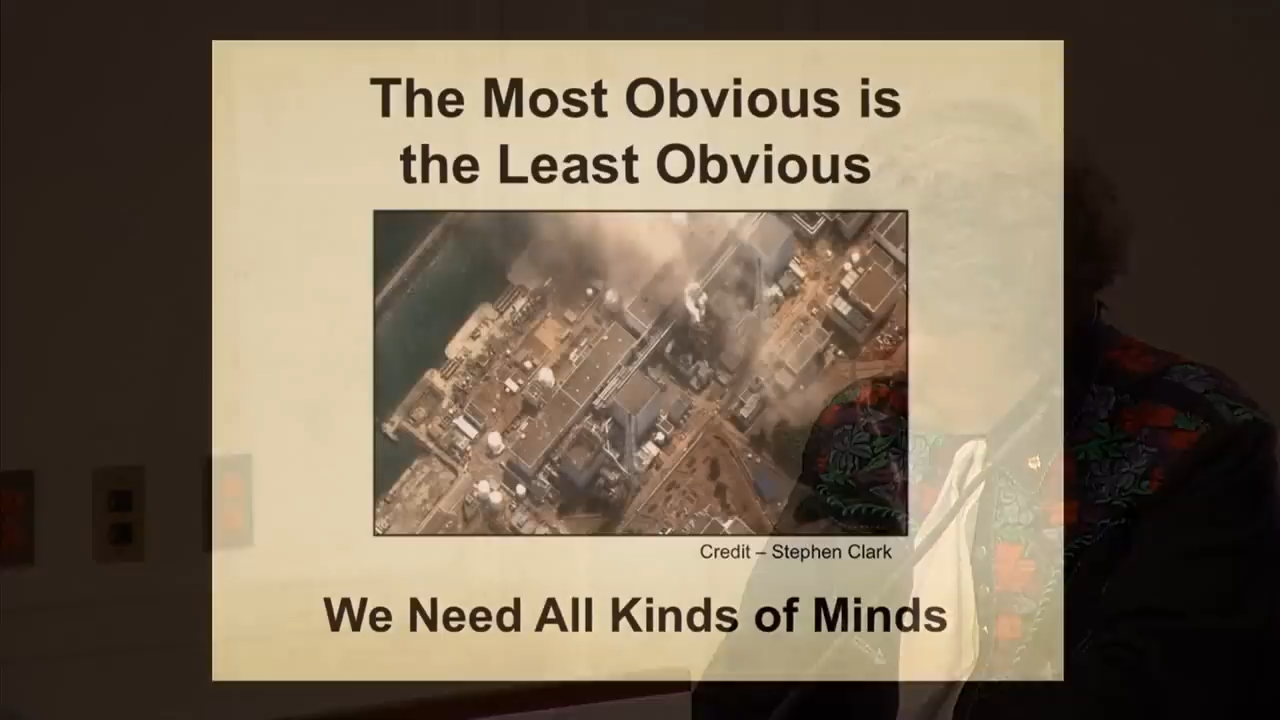 The Most Obvious is
the Least Obvious
Credit – Stephen Clark
We Need All Kinds of Minds